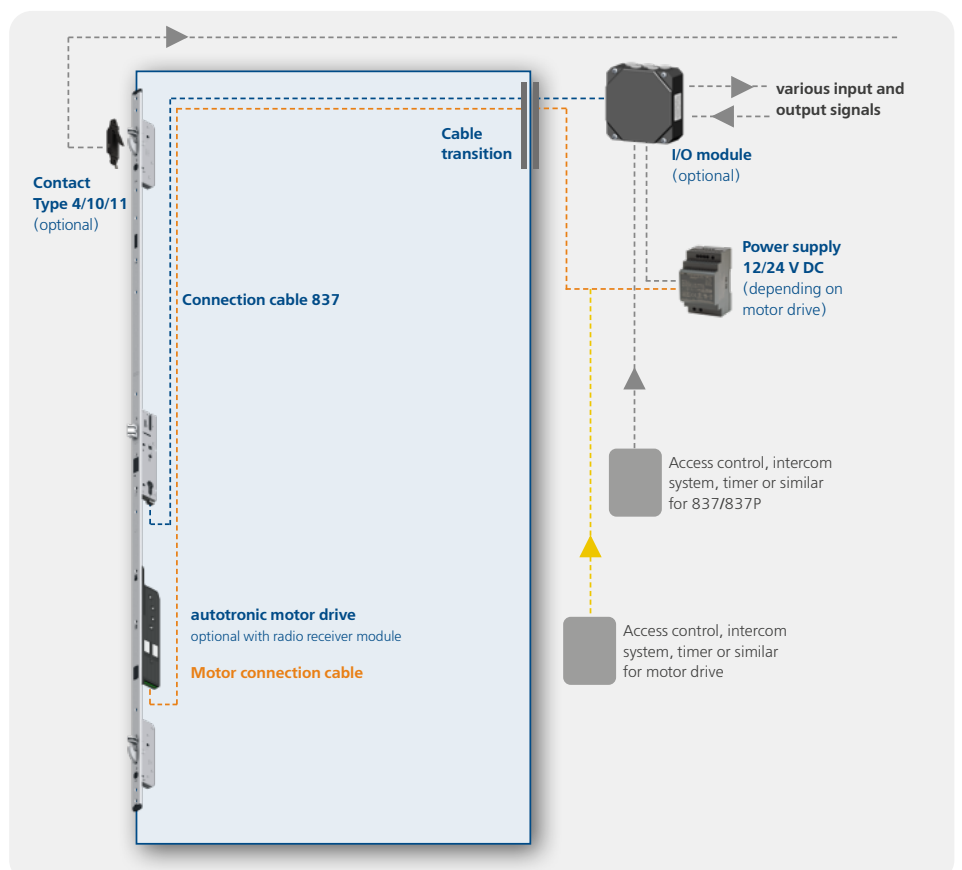 various input and
output signals
Cable
transition
I/O module
(optional)
Contact
Type 4/10/11
(optional)
Power supply
12/24 V DC
(depending on
motor drive)
Connection cable 837
Access control, intercom
system, timer or similar
for 837/837P
autotronic motor drive
optional with radio receiver module
Motor connection cable
Access control, intercom
system, timer or similar
for motor drive